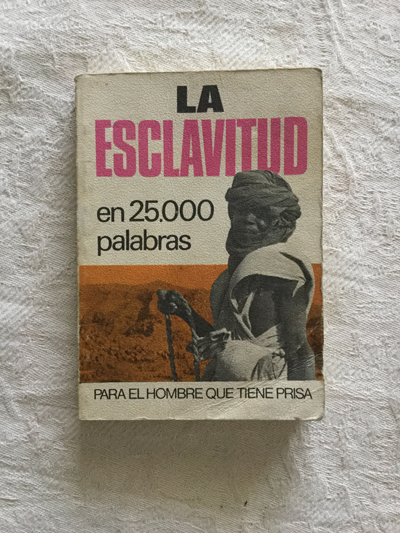 LA
ESCLAVITUD
en 25.000
palabras
PARA EL HOMBRE QUE TIENE PRISA